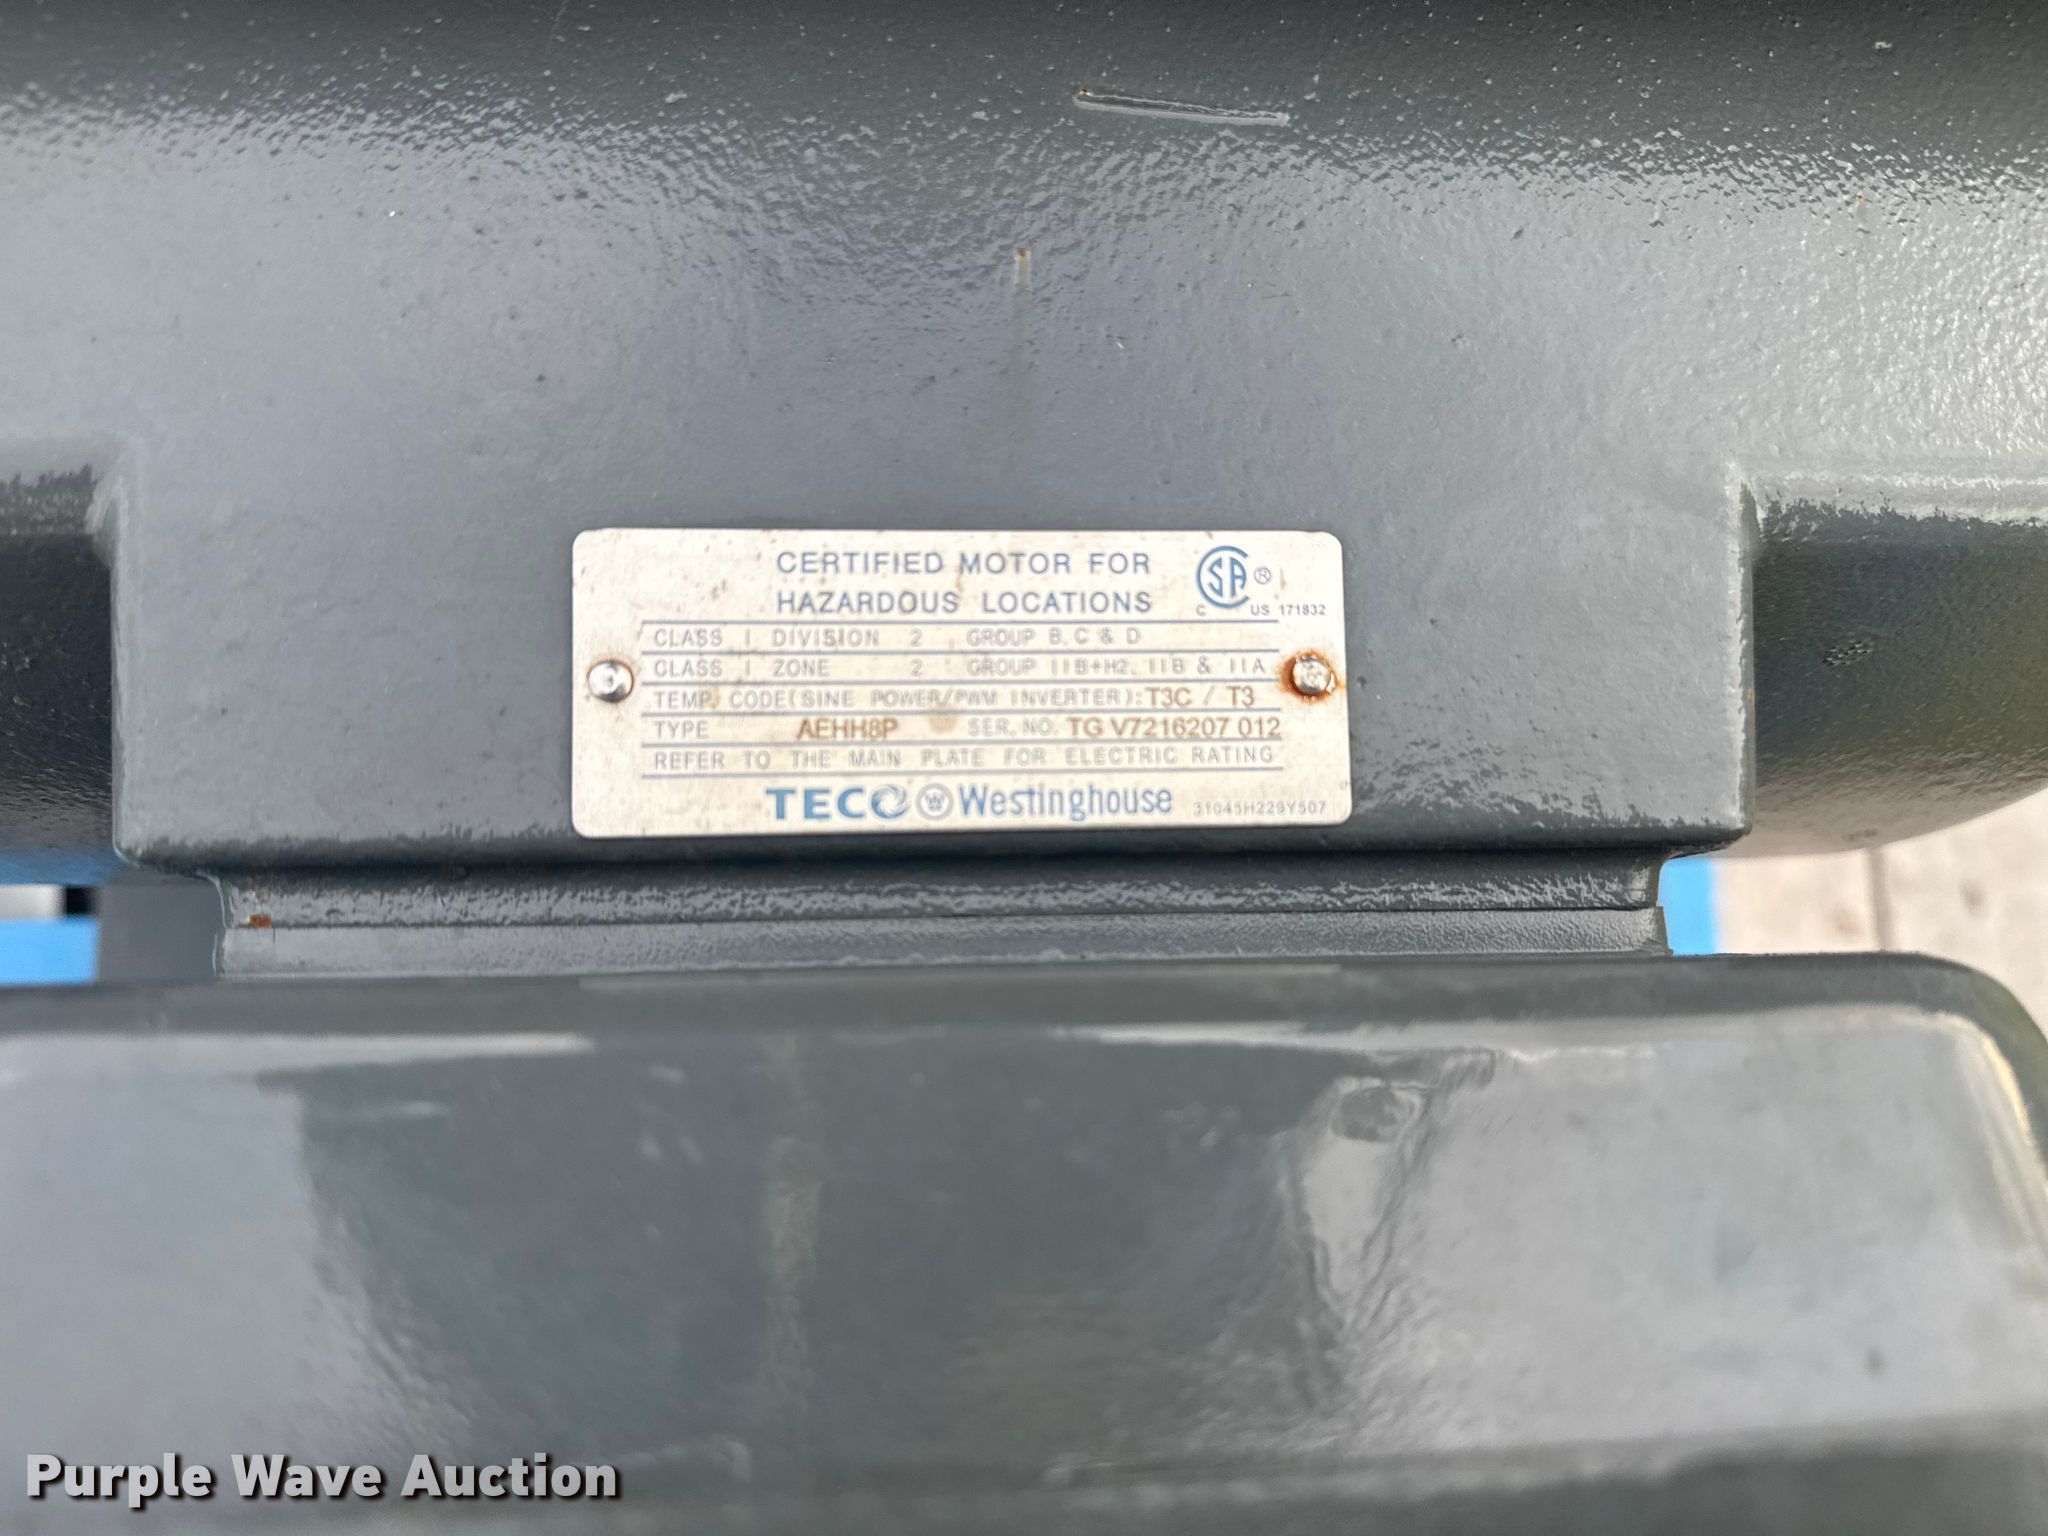 CERTIFIED MOTOR FOR
HAZARDOUS LOCATIONS
SA ®
C US 171832
CLASS I DIVISION 2 GROUP B, C & D
CLASS I ZONE 2 GROUP IIB+H2, IIB & IIA
TEMP. CODE(SINE POWER/PWM INVERTER): T3C / T3
TYPE AEHH8P SER. NO. TG V7216207 012
REFER TO THE MAIN PLATE FOR ELECTRIC RATING
TECO W Westinghouse 31045H229Y507
Purple Wave Auction